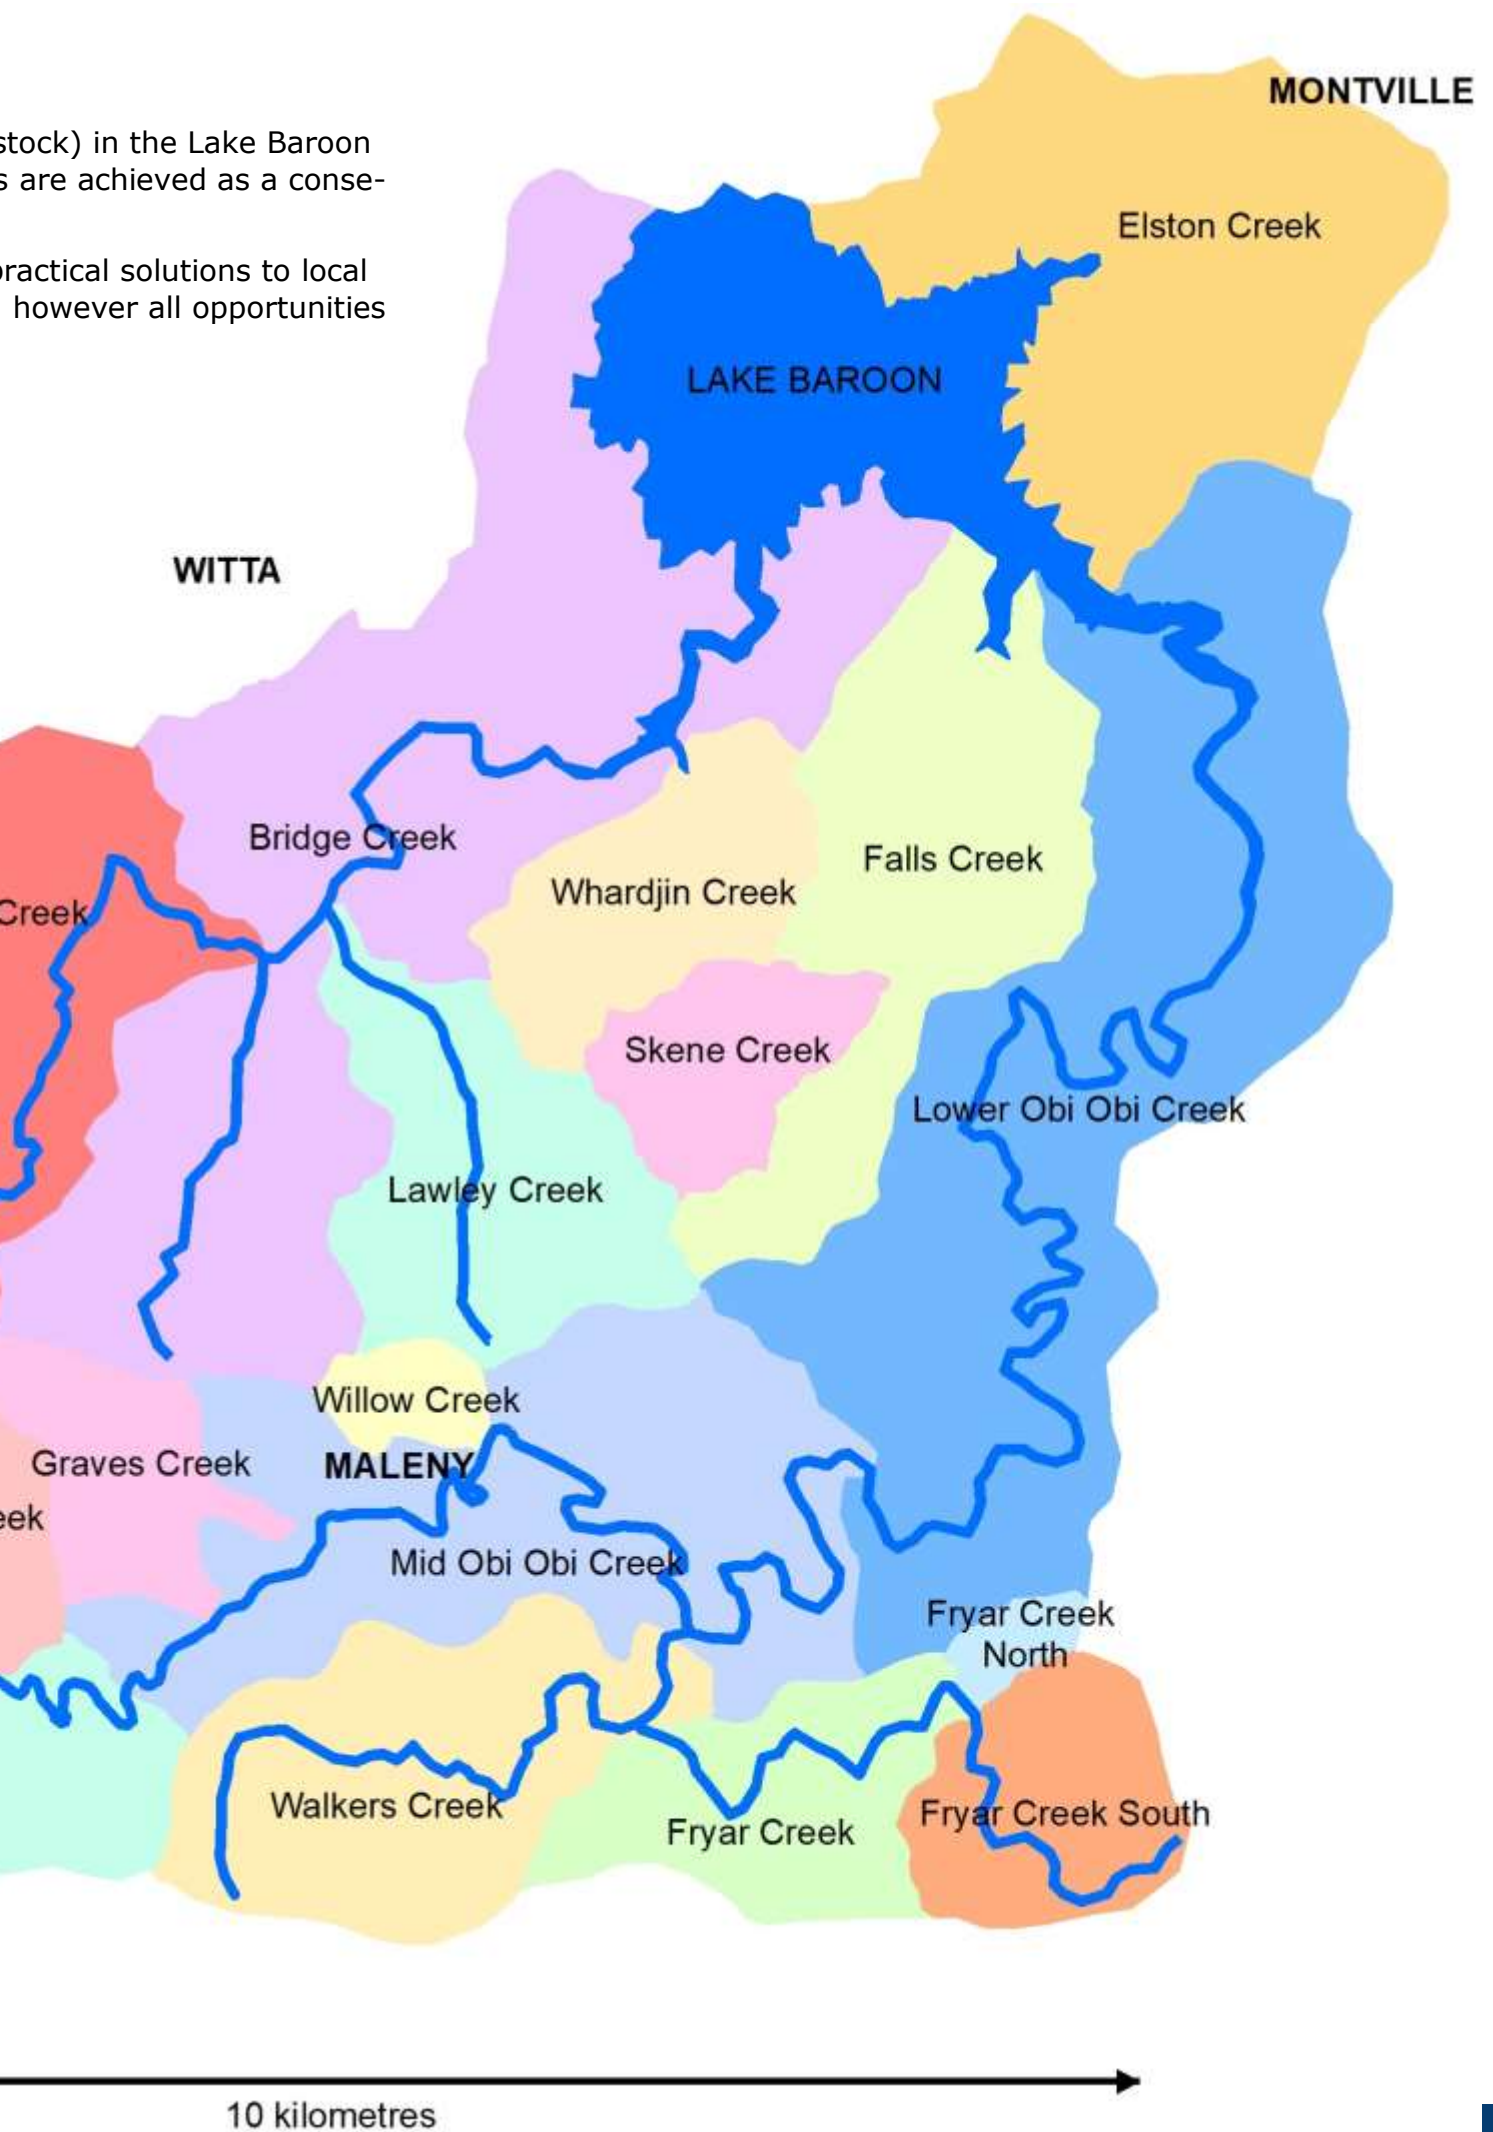 MONTVILLE
stock) in the Lake Baroon
s are achieved as a conse-
Elston Creek
practical solutions to local
however all opportunities
LAKE BAROON
WITTA
Bridge Creek
Falls Creek
Whardjin Creek
Creek
Skene Creek
Lower Obi Obi Creek
Lawley Creek
Willow Creek
Graves Creek
MALENY
eek
Mid Obi Obi Creek
Fryar Creek
North
Walkers Creek
Fryar Creek South
Fryar Creek
10 kilometres